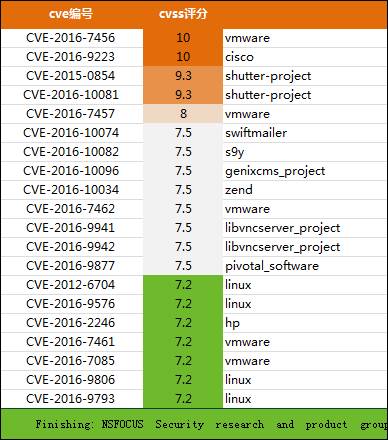 cve编号 cvss评分
CVE-2016-7456 10 vmware
CVE-2016-9223 10 cisco
CVE-2015-0854 9.3 shutter-project
CVE-2016-10081 9.3 shutter-project
CVE-2016-7457 8 vmware
CVE-2016-10074 7.5 swiftmailer
CVE-2016-10082 7.5 s9y
CVE-2016-10096 7.5 genixcms_project
CVE-2016-10034 7.5 zend
CVE-2016-7462 7.5 vmware
CVE-2016-9941 7.5 libvncserver_project
CVE-2016-9942 7.5 libvncserver_project
CVE-2016-9877 7.5 pivotal_software
CVE-2012-6704 7.2 linux
CVE-2016-9576 7.2 linux
CVE-2016-2246 7.2 hp
CVE-2016-7461 7.2 vmware
CVE-2016-7085 7.2 vmware
CVE-2016-9806 7.2 linux
CVE-2016-9793 7.2 linux
Finishing: NSFOCUS Security research and product group